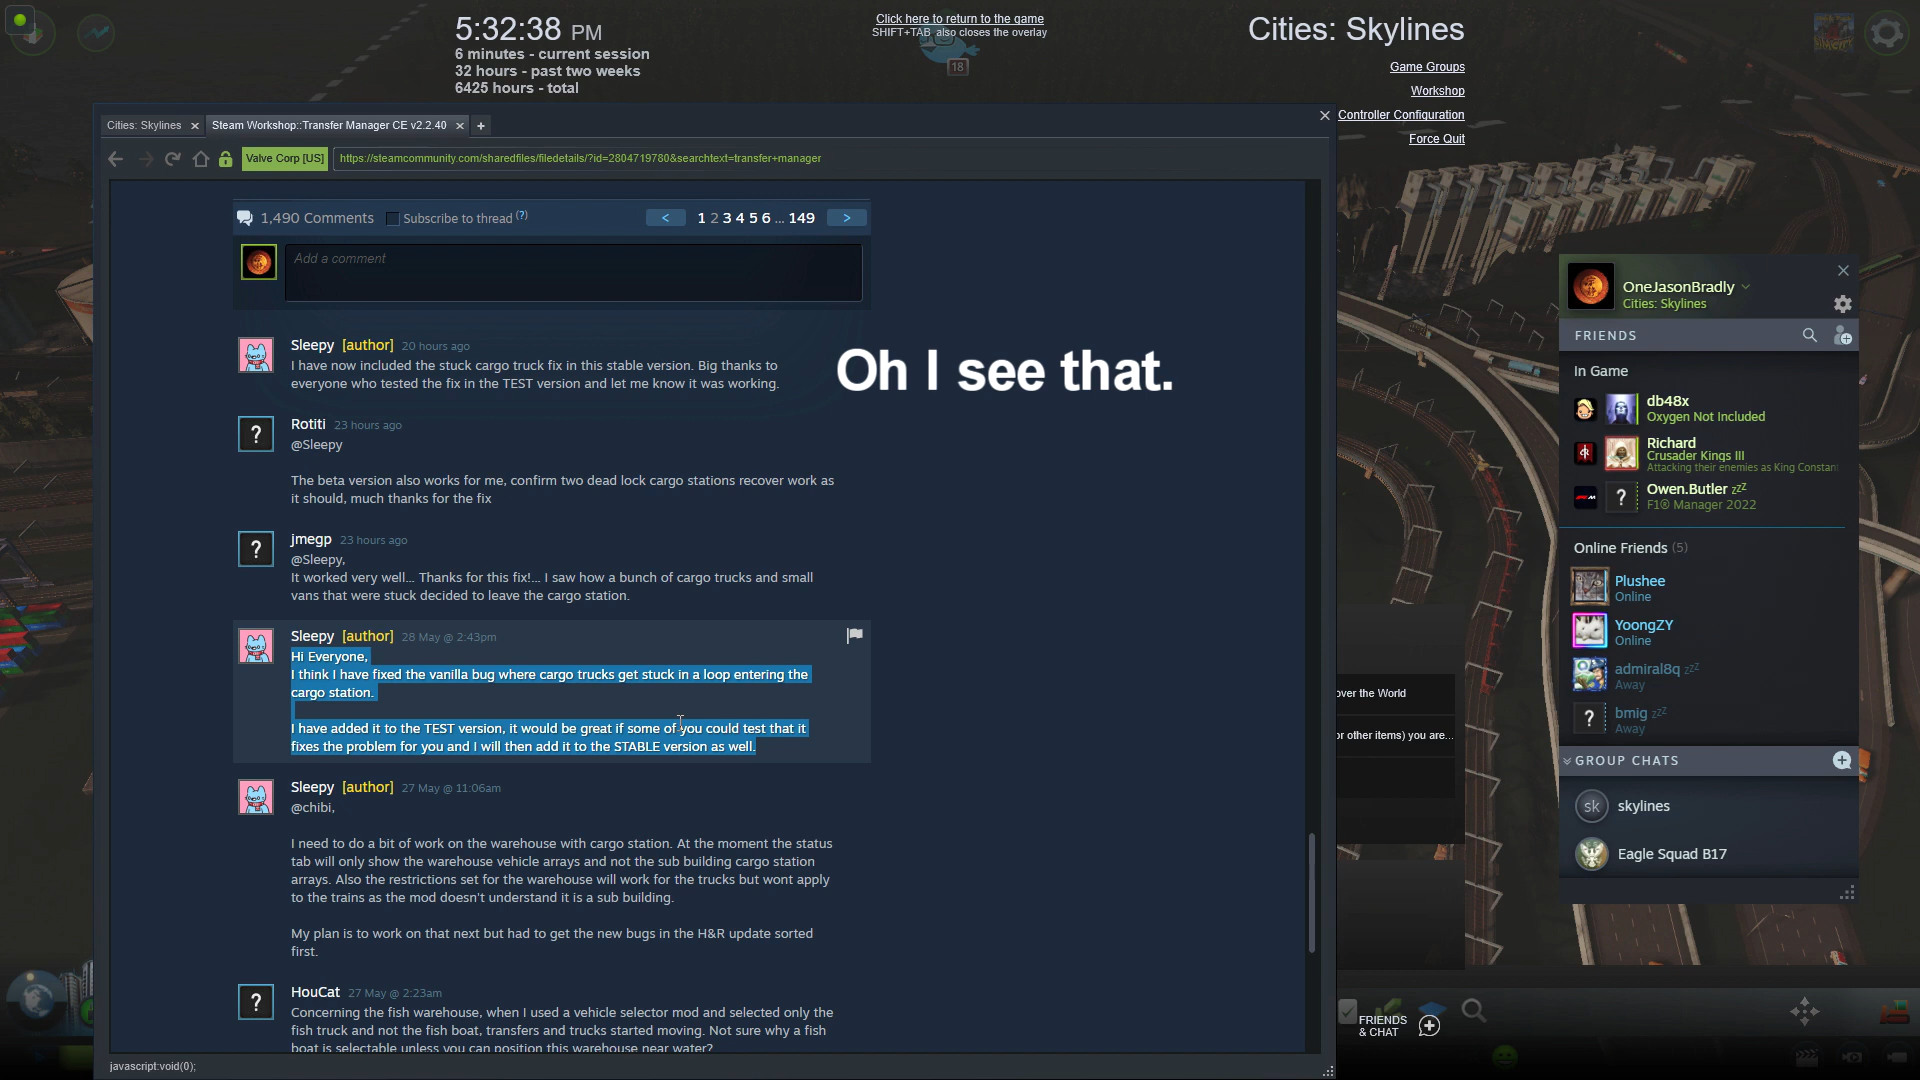 5:32:38 PM
6 minutes - current session
32 hours - past two weeks
6425 hours - total
Click here to return to the game
SHIFT+TAB also closes the overlay
18
Cities: Skylines
Game Groups
Workshop
Controller Configuration
Force Quit
Cities: Skylines
Steam Workshop::Transfer Manager CE v2.2.40
Valve Corp [US]
https://steamcommunity.com/sharedfiles/filedetails/?id=2804719780&searchtext=transfer+manager
1,490 Comments
Subscribe to thread (?)
< 1 2 3 4 5 6 ... 149 >
Add a comment
Sleepy [author] 20 hours ago
I have now included the stuck cargo truck fix in this stable version. Big thanks to
everyone who tested the fix in the TEST version and let me know it was working.
Oh I see that.
? Rotiti 23 hours ago
@Sleepy
The beta version also works for me, confirm two dead lock cargo stations recover work as
it should, much thanks for the fix
? jmegp 23 hours ago
@Sleepy,
It worked very well... Thanks for this fix!... I saw how a bunch of cargo trucks and small
vans that were stuck decided to leave the cargo station.
Sleepy [author] 28 May @ 2:43pm
Hi Everyone,
I think I have fixed the vanilla bug where cargo trucks get stuck in a loop entering the
cargo station.
I have added it to the TEST version, it would be great if some of you could test that it
fixes the problem for you and I will then add it to the STABLE version as well.
Sleepy [author] 27 May @ 11:06am
@chibi,
I need to do a bit of work on the warehouse with cargo station. At the moment the status
tab will only show the warehouse vehicle arrays and not the sub building cargo station
arrays. Also the restrictions set for the warehouse will work for the trucks but wont apply
to the trains as the mod doesn't understand it is a sub building.
My plan is to work on that next but had to get the new bugs in the H&R update sorted
first.
? HouCat 27 May @ 2:23am
Concerning the fish warehouse, when I used a vehicle selector mod and selected only the
fish truck and not the fish boat, transfers and trucks started moving. Not sure why a fish
boat is selectable unless you can position this warehouse near water?
javascript:void(0);
over the World
or other items) you are...
FRIENDS
& CHAT
OneJasonBradly
Cities: Skylines
FRIENDS
In Game
db48x
Oxygen Not Included
Richard
Crusader Kings III
Attacking their enemies as King Constan
? Owen.Butler zzZ
F1® Manager 2022
Online Friends (5)
Plushee
Online
YoongZY
Online
admiral8q zzZ
Away
? bmig zzZ
Away
GROUP CHATS
sk skylines
Eagle Squad B17